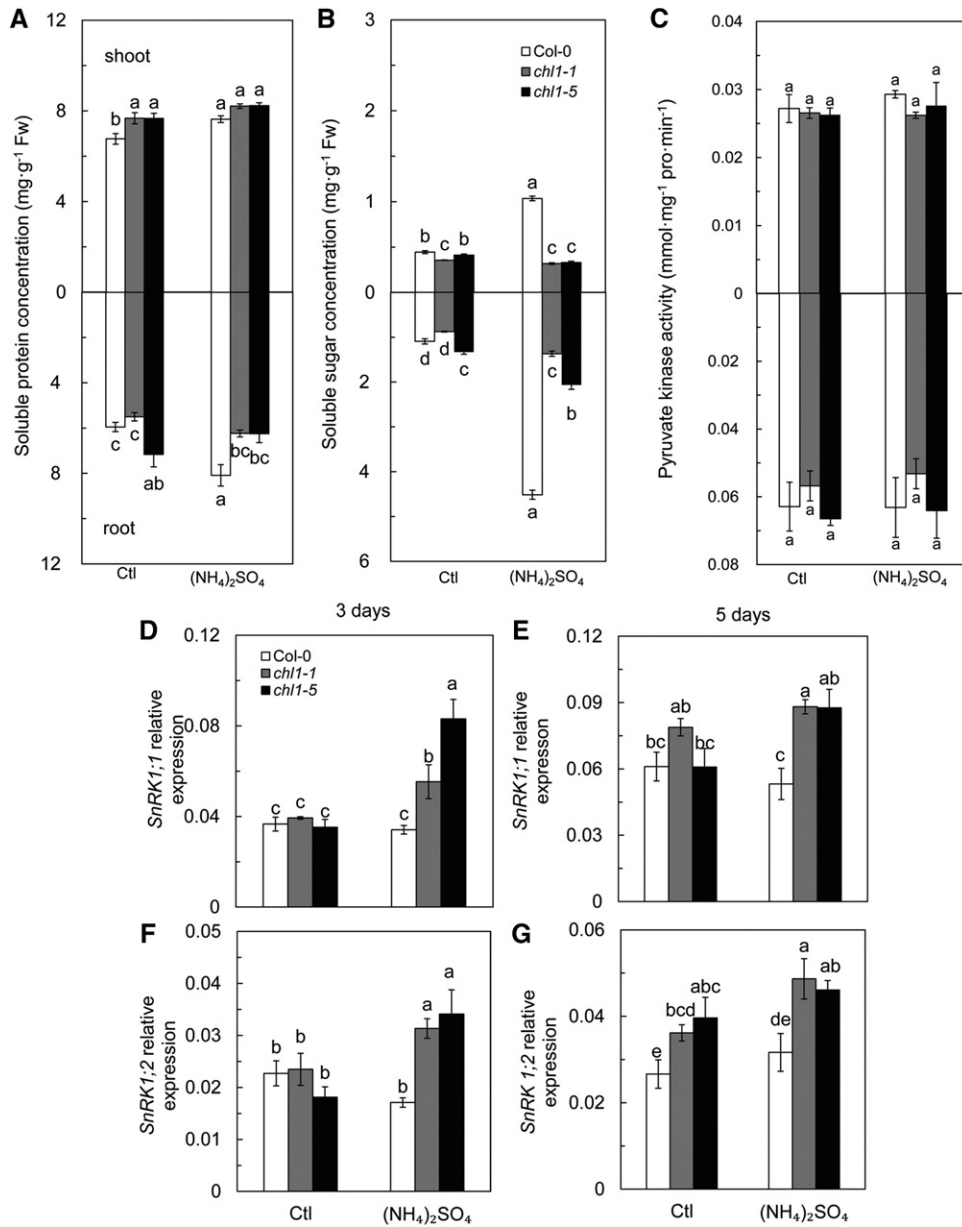 A
Soluble protein concentration (mg·g⁻¹ Fw)
12
8
4
0
4
8
12
shoot
root
b
a
a
a
a
a
c
c
ab
a
bc
bc
Ctl
(NH₄)₂SO₄
B
Soluble sugar concentration (mg·g⁻¹ Fw)
3
2
1
0
2
4
6
Col-0
chl1-1
chl1-5
b
c
b
a
c
c
d
d
c
a
c
b
Ctl
(NH₄)₂SO₄
C
Pyruvate kinase activity (mmol·mg⁻¹ pro·min⁻¹)
0.04
0.03
0.02
0.01
0
0.02
0.04
0.06
0.08
a
a
a
a
a
a
a
a
a
a
a
a
Ctl
(NH₄)₂SO₄
3 days
D
SnRK1;1 relative
expression
0.12
0.08
0.04
0
Col-0
chl1-1
chl1-5
c
c
c
c
b
a
5 days
E
SnRK1;1 relative
expresson
0.12
0.09
0.06
0.03
0
bc
ab
bc
c
a
ab
F
SnRK1;2 relative
expression
0.05
0.04
0.03
0.02
0.01
0
b
b
b
b
a
a
Ctl
(NH₄)₂SO₄
G
SnRK 1;2 relative
expression
0.06
0.04
0.02
0.00
e
bcd
abc
de
a
ab
Ctl
(NH₄)₂SO₄